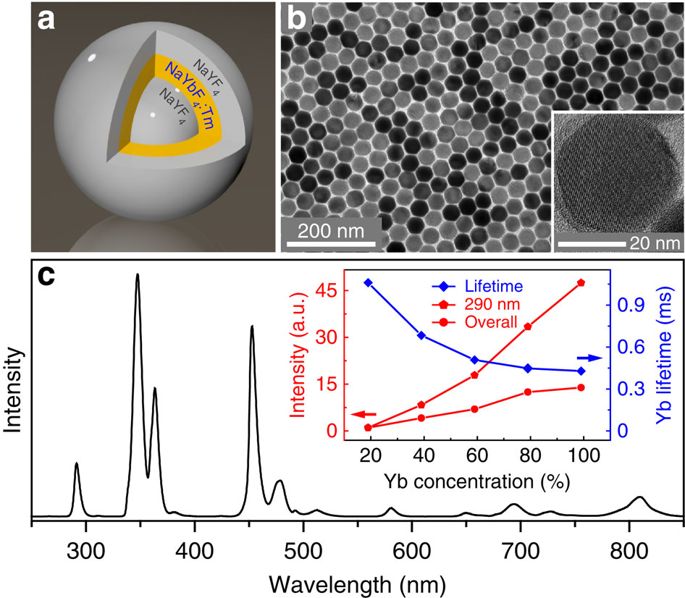 a
NaYF4
NaYbF4:Tm
NaYF4
b
200 nm
20 nm
c
Intensity
300
400
500
600
700
800
Wavelength (nm)
Intensity (a.u.)
45
30
15
0
Lifetime
290 nm
Overall
0.9
0.6
0.3
0
Yb lifetime (ms)
20
40
60
80
100
Yb concentration (%)